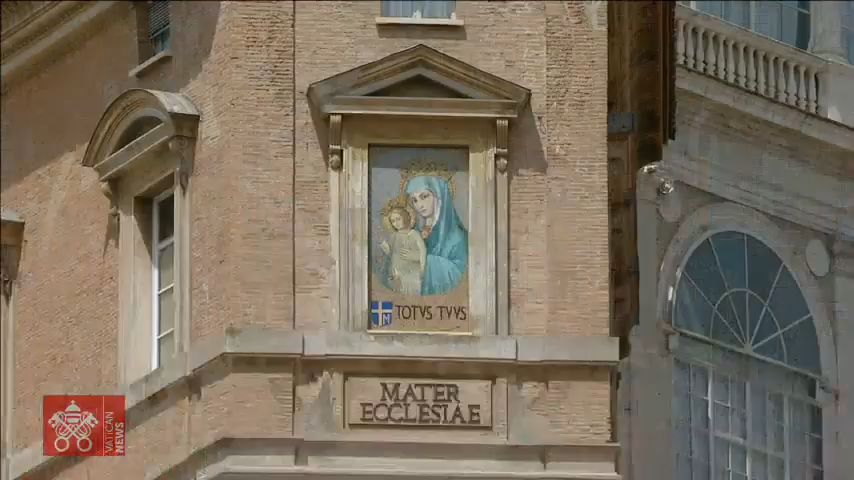 TOTVS TVVS
MATER
ECCLESIAE
VATICAN
NEWS